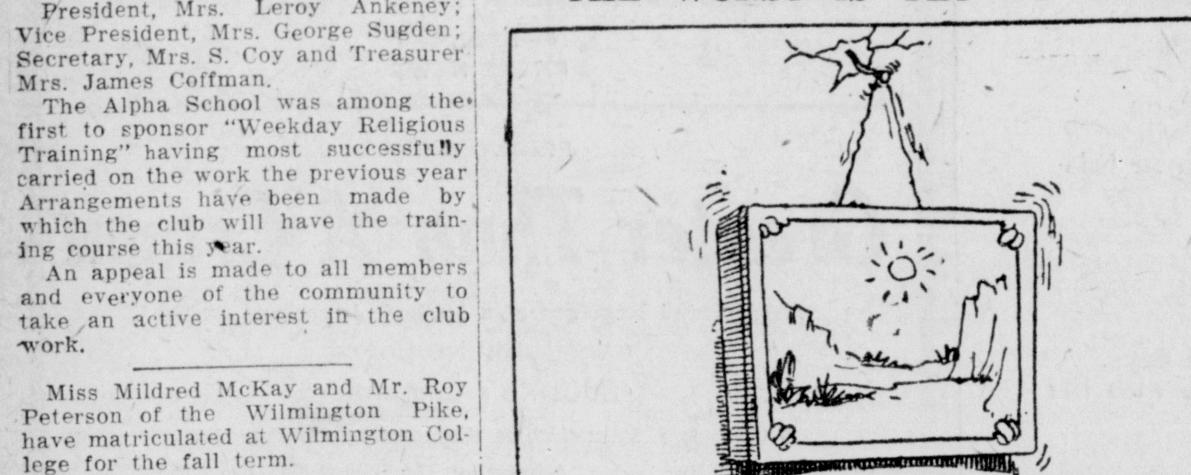 President, Mrs. Leroy Ankeney;
Vice President, Mrs. George Sugden;
Secretary, Mrs. S. Coy and Treasurer
Mrs. James Coffman.
The Alpha School was among the
first to sponsor "Weekday Religious
Training" having most successfully
carried on the work the previous year
Arrangements have been made by
which the club will have the train-
ing course this year.
An appeal is made to all members
and everyone of the community to
take an active interest in the club
work.
Miss Mildred McKay and Mr. Roy
Peterson of the Wilmington Pike,
have matriculated at Wilmington Col-
lege for the fall term.